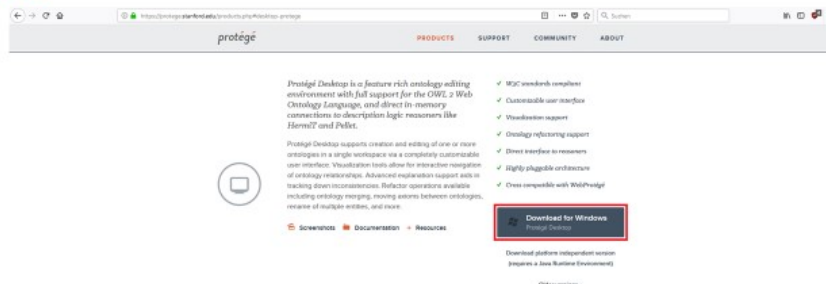 https://protege.stanford.edu/products.php#desktop-protege
Suchen
protégé
PRODUCTS
SUPPORT
COMMUNITY
ABOUT
Protégé Desktop is a feature rich ontology editing
environment with full support for the OWL 2 Web
Ontology Language, and direct in-memory
connections to description logic reasoners like
HermiT and Pellet.
Protégé Desktop supports creation and editing of one or more
ontologies in a single workspace via a completely customizable
user interface. Visualization tools allow for interactive navigation
of ontology relationships. Advanced explanation support aids in
tracking down inconsistencies. Refactor operations available
including ontology merging, moving axioms between ontologies,
rename of multiple entities, and more.
Screenshots
Documentation
Resources
W3C standards compliant
Customizable user interface
Visualization support
Ontology refactoring support
Direct interface to reasoners
Highly pluggable architecture
Cross compatible with WebProtégé
Download for Windows
Protégé Desktop
Download platform independent version
(requires a Java Runtime Environment)